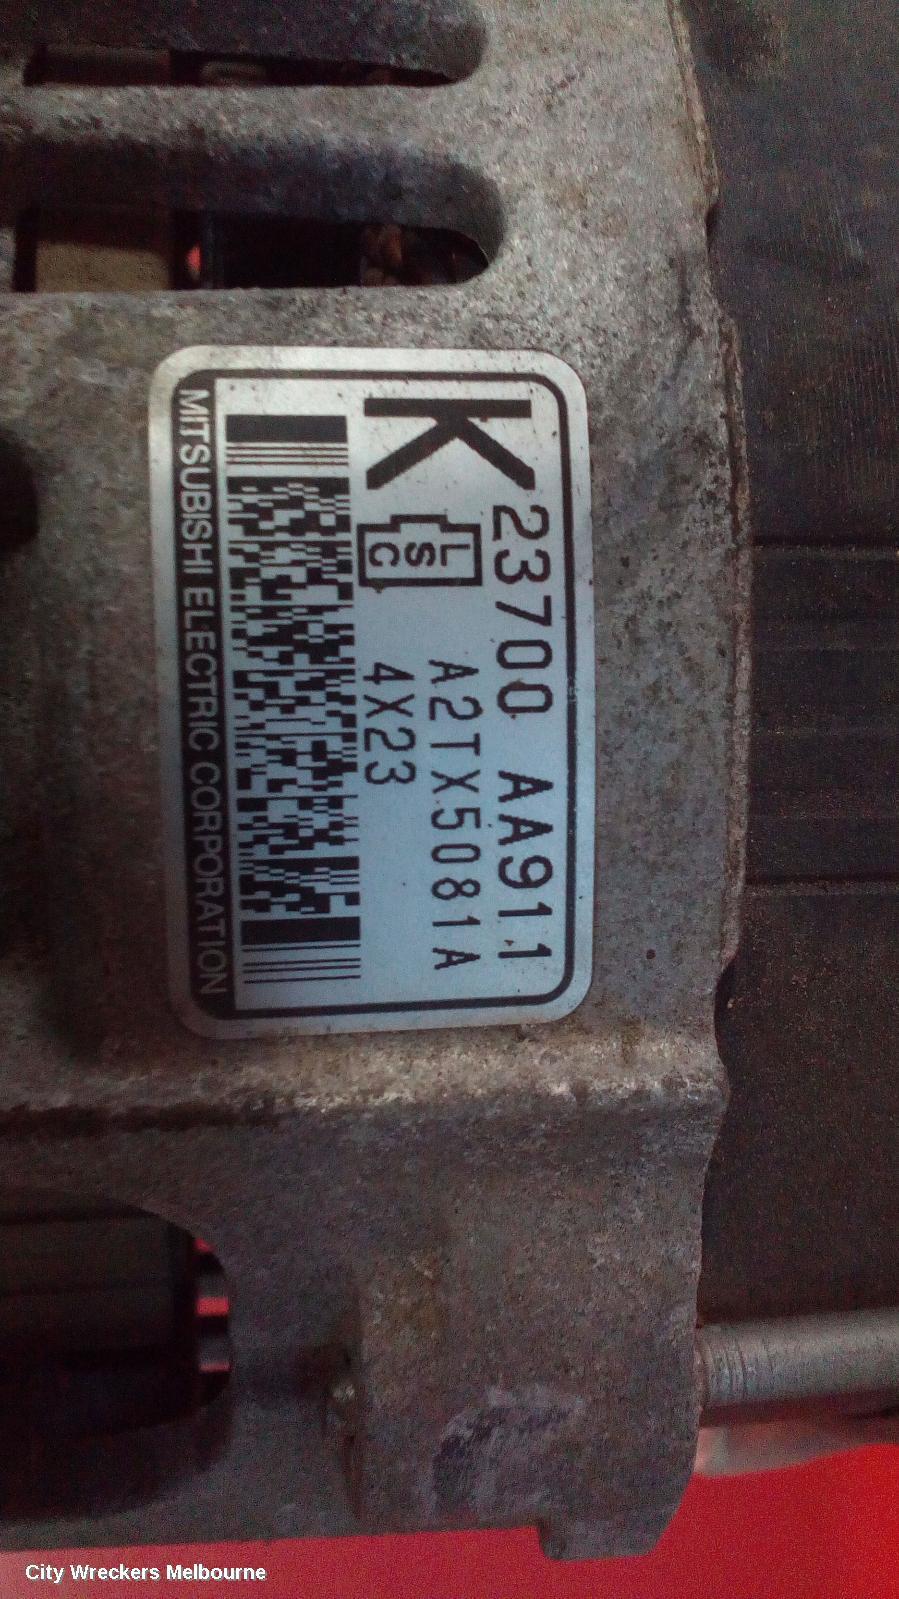 K 23700 AA911
L
S
C
A2TX5081A
4X23
MITSUBISHI ELECTRIC CORPORATION
City Wreckers Melbourne